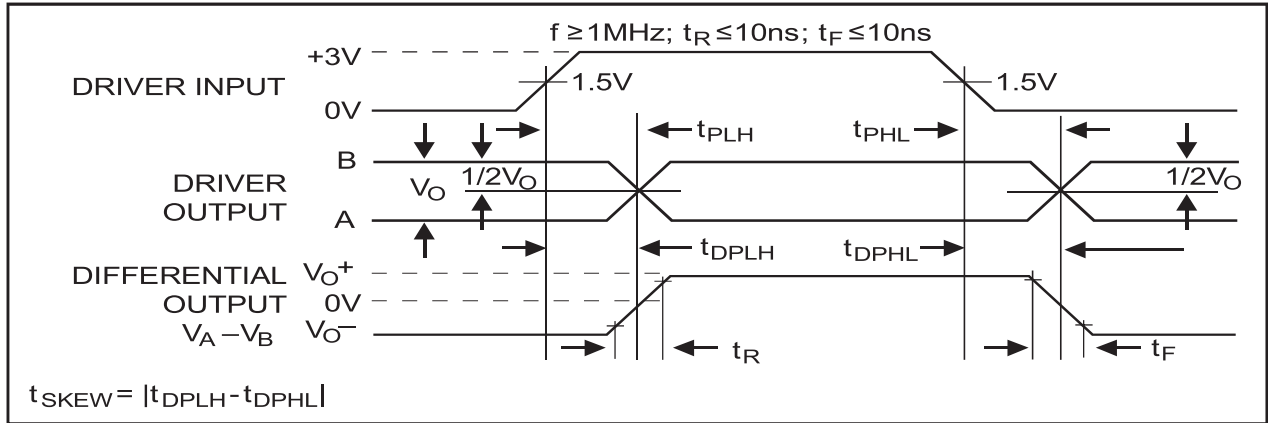 f ≥ 1MHz; tR ≤ 10ns; tF ≤ 10ns
+3V
DRIVER INPUT
1.5V
1.5V
0V
tPLH
tPHL
B
DRIVER OUTPUT
VO
1/2VO
1/2VO
A
tDPLH
tDPHL
DIFFERENTIAL
OUTPUT
VA – VB
VO+
0V
VO–
tR
tF
tSKEW = |tDPLH - tDPHL|